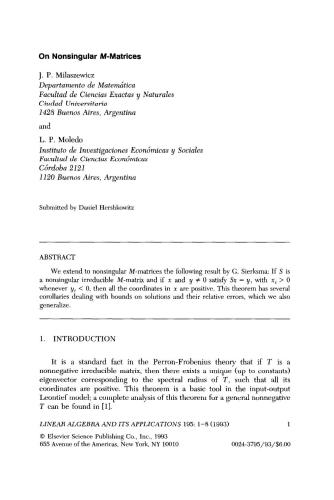 On Nonsingular M-Matrices
J. P. Milaszewicz
Departamento de Matemática
Facultad de Ciencias Exactas y Naturales
Ciudad Universitaria
1428 Buenos Aires, Argentina
and
L. P. Moledo
Instituto de Investigaciones Económicas y Sociales
Facultad de Ciencias Económicas
Córdoba 2121
1120 Buenos Aires, Argentina
Submitted by Daniel Hershkowitz
ABSTRACT
We extend to nonsingular M-matrices the following result by G. Sierksma: If S is
a nonsingular irreducible M-matrix and if x and y ≠ 0 satisfy Sx = y, with x_i > 0
whenever y_i < 0, then all the coordinates in x are positive. This theorem has several
corollaries dealing with bounds on solutions and their relative errors, which we also
generalize.
1. INTRODUCTION
It is a standard fact in the Perron-Frobenius theory that if T is a
nonnegative irreducible matrix, then there exists a unique (up to constants)
eigenvector corresponding to the spectral radius of T, such that all its
coordinates are positive. This theorem is a basic tool in the input-output
Leontief model; a complete analysis of this theorem for a general nonnegative
T can be found in [1].
LINEAR ALGEBRA AND ITS APPLICATIONS 195: 1–8 (1993) 1
© Elsevier Science Publishing Co., Inc., 1993
655 Avenue of the Americas, New York, NY 10010 0024-3795/93/$6.00